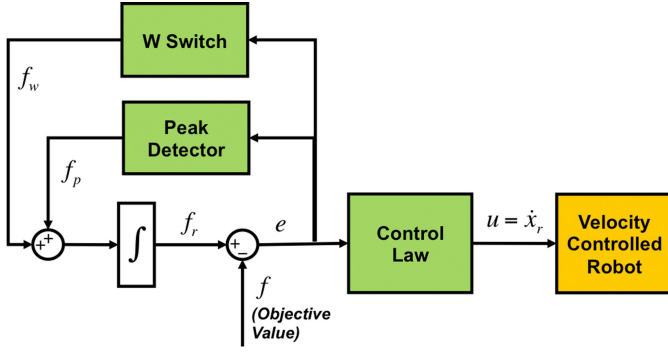 W Switch
f_w
Peak
Detector
f_p
+
+
∫
f_r
+
−
e
Control
Law
u = ẋ_r
Velocity
Controlled
Robot
f
(Objective
Value)